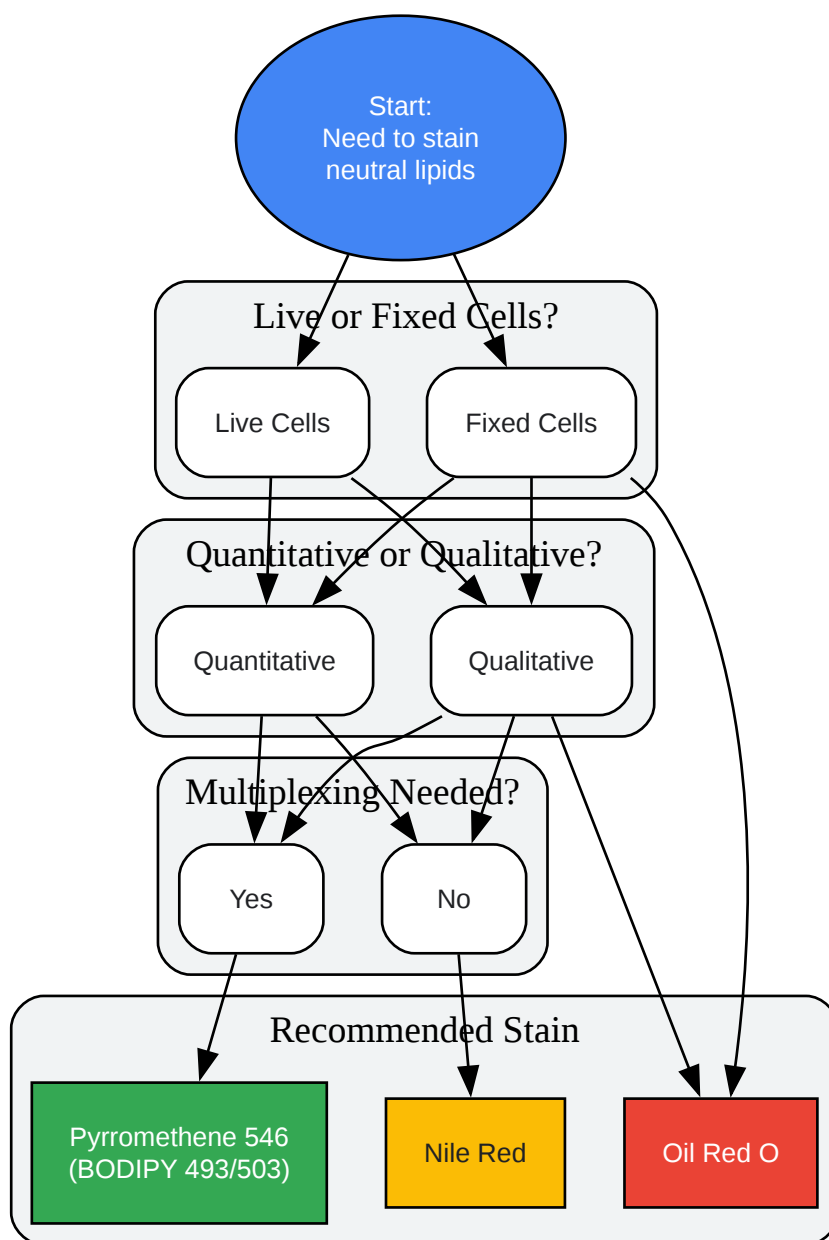 Start:
Need to stain
neutral lipids
Live or Fixed Cells?
Live Cells
Fixed Cells
Quantitative or Qualitative?
Quantitative
Qualitative
Multiplexing Needed?
Yes
No
Recommended Stain
Pyrromethene 546
(BODIPY 493/503)
Nile Red
Oil Red O